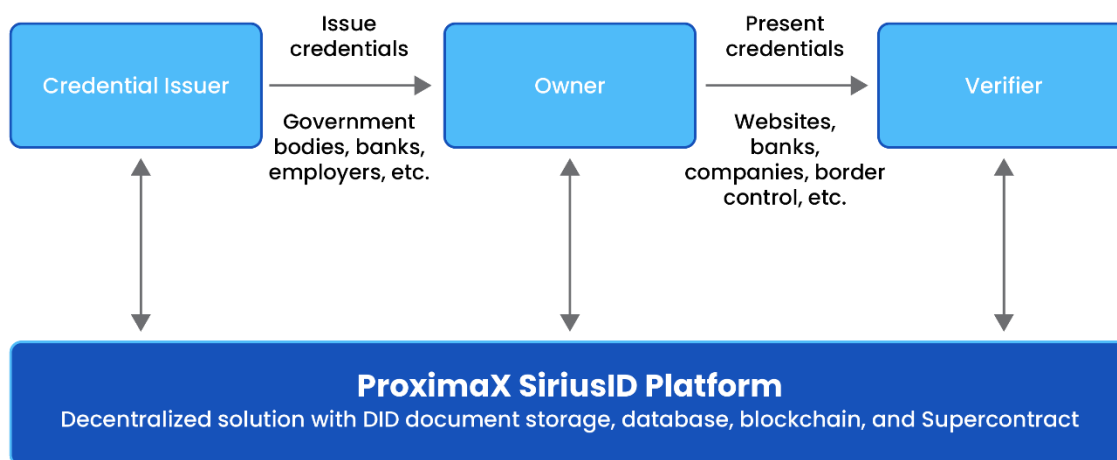 Issue
credentials
Present
credentials
Credential Issuer
Owner
Verifier
Government
bodies, banks,
employers, etc.
Websites,
banks,
companies, border
control, etc.
ProximaX SiriusID Platform
Decentralized solution with DID document storage, database, blockchain, and Supercontract